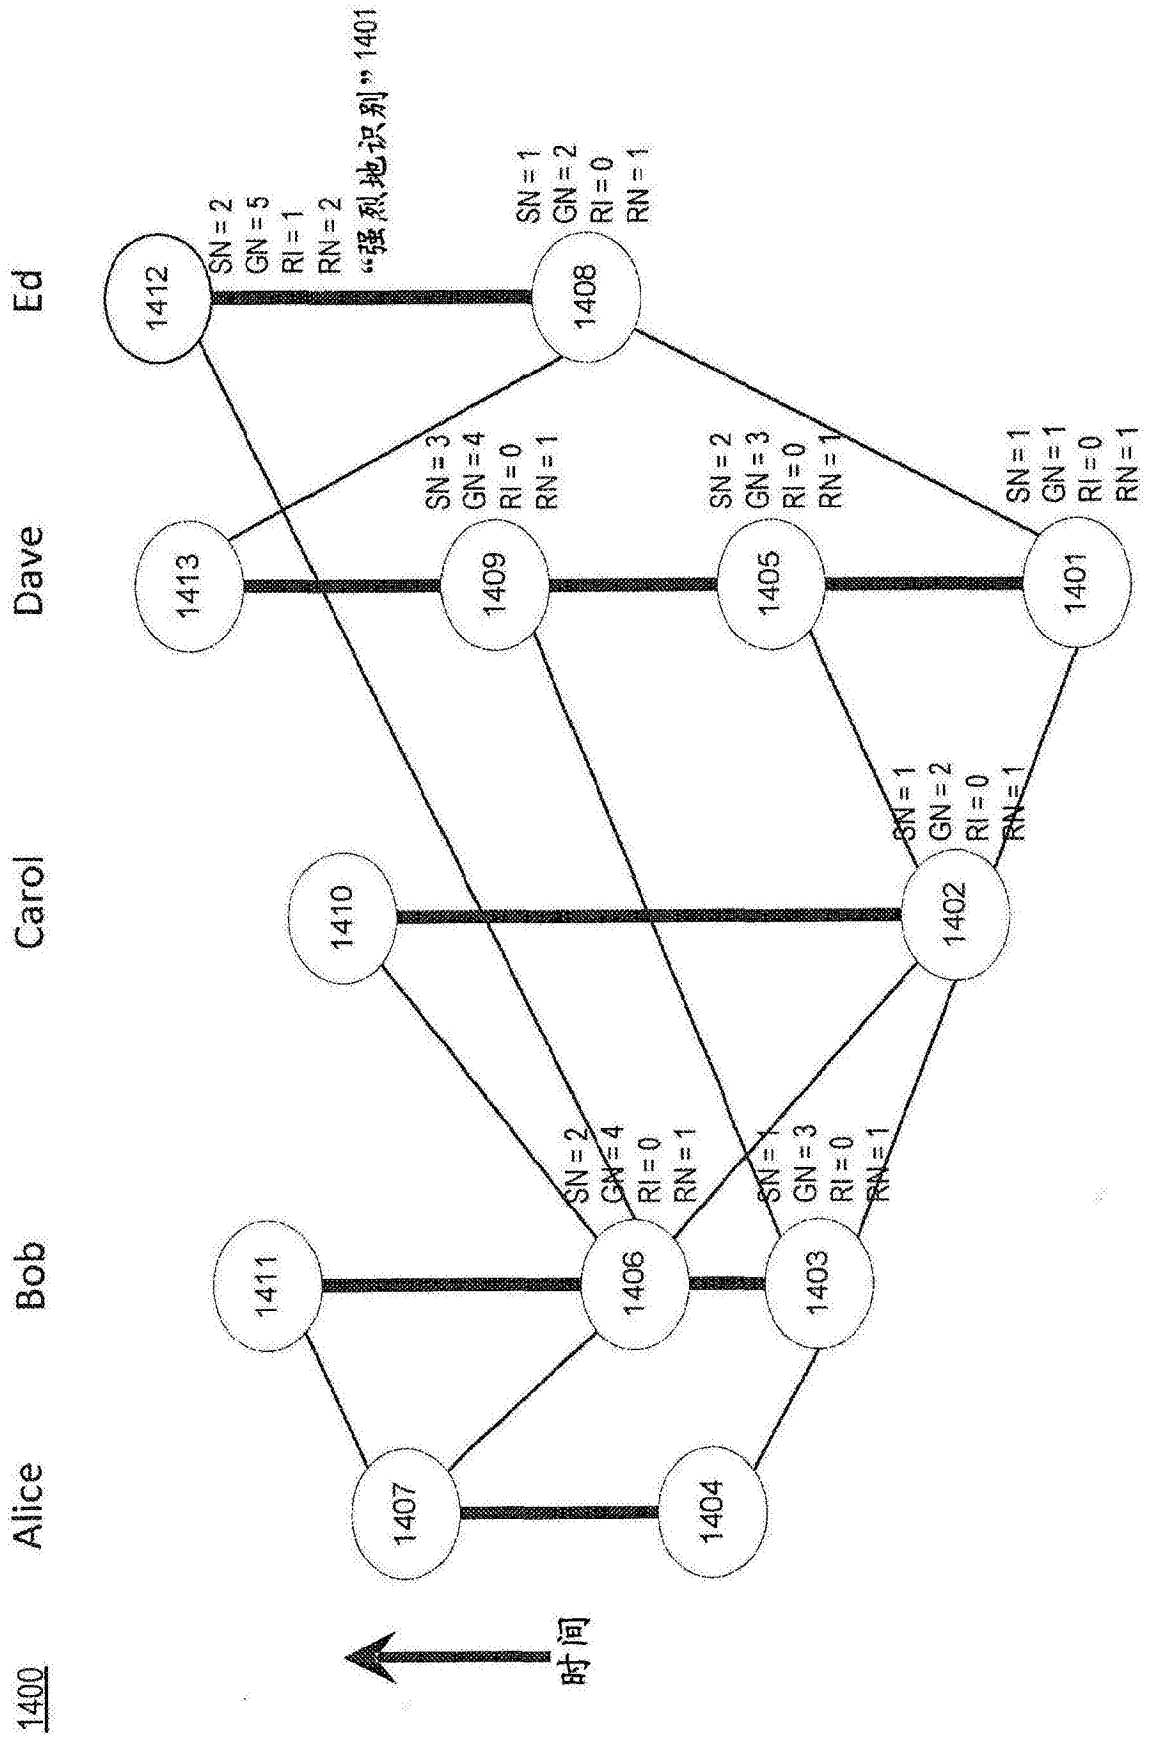 1400
Alice
Bob
Carol
Dave
Ed
1412
SN = 2
GN = 5
RI = 1
RN = 2
“强烈地识别” 1401
1413
1411
1410
1407
1409
SN = 3
GN = 4
RI = 0
RN = 1
1408
SN = 1
GN = 2
RI = 0
RN = 1
1406
SN = 2
GN = 4
RI = 0
RN = 1
1404
1405
SN = 2
GN = 3
RI = 0
RN = 1
1403
SN = 1
GN = 3
RI = 0
RN = 1
1402
SN = 1
GN = 2
RI = 0
RN = 1
1401
SN = 1
GN = 1
RI = 0
RN = 1
时间